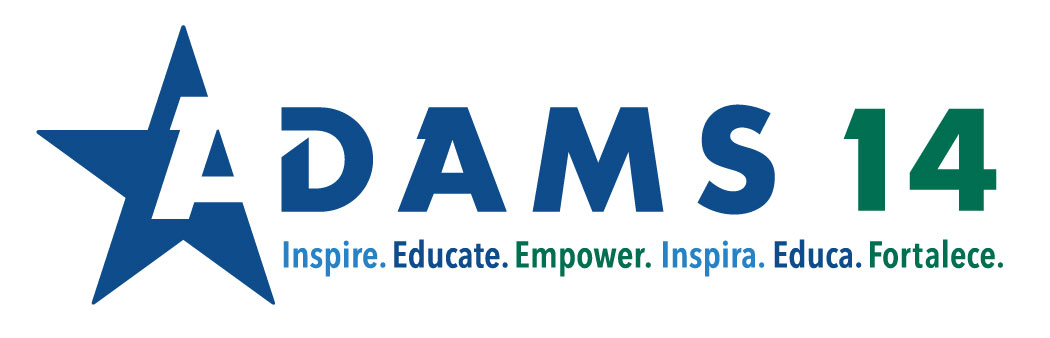 ADAMS 14
Inspire. Educate. Empower. Inspira. Educa. Fortalece.